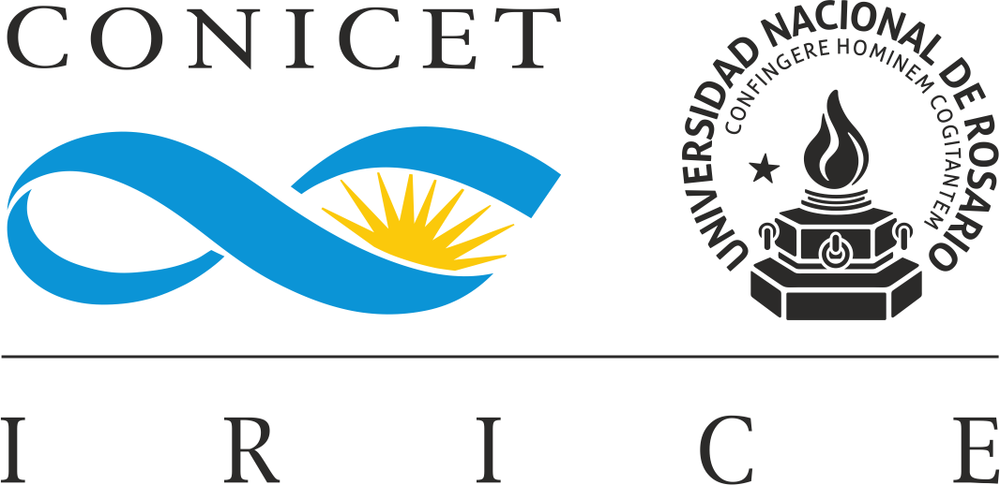 CONICET
UNIVERSIDAD NACIONAL DE ROSARIO
CONFINGERE HOMINEM COGITANTEM
IRICE